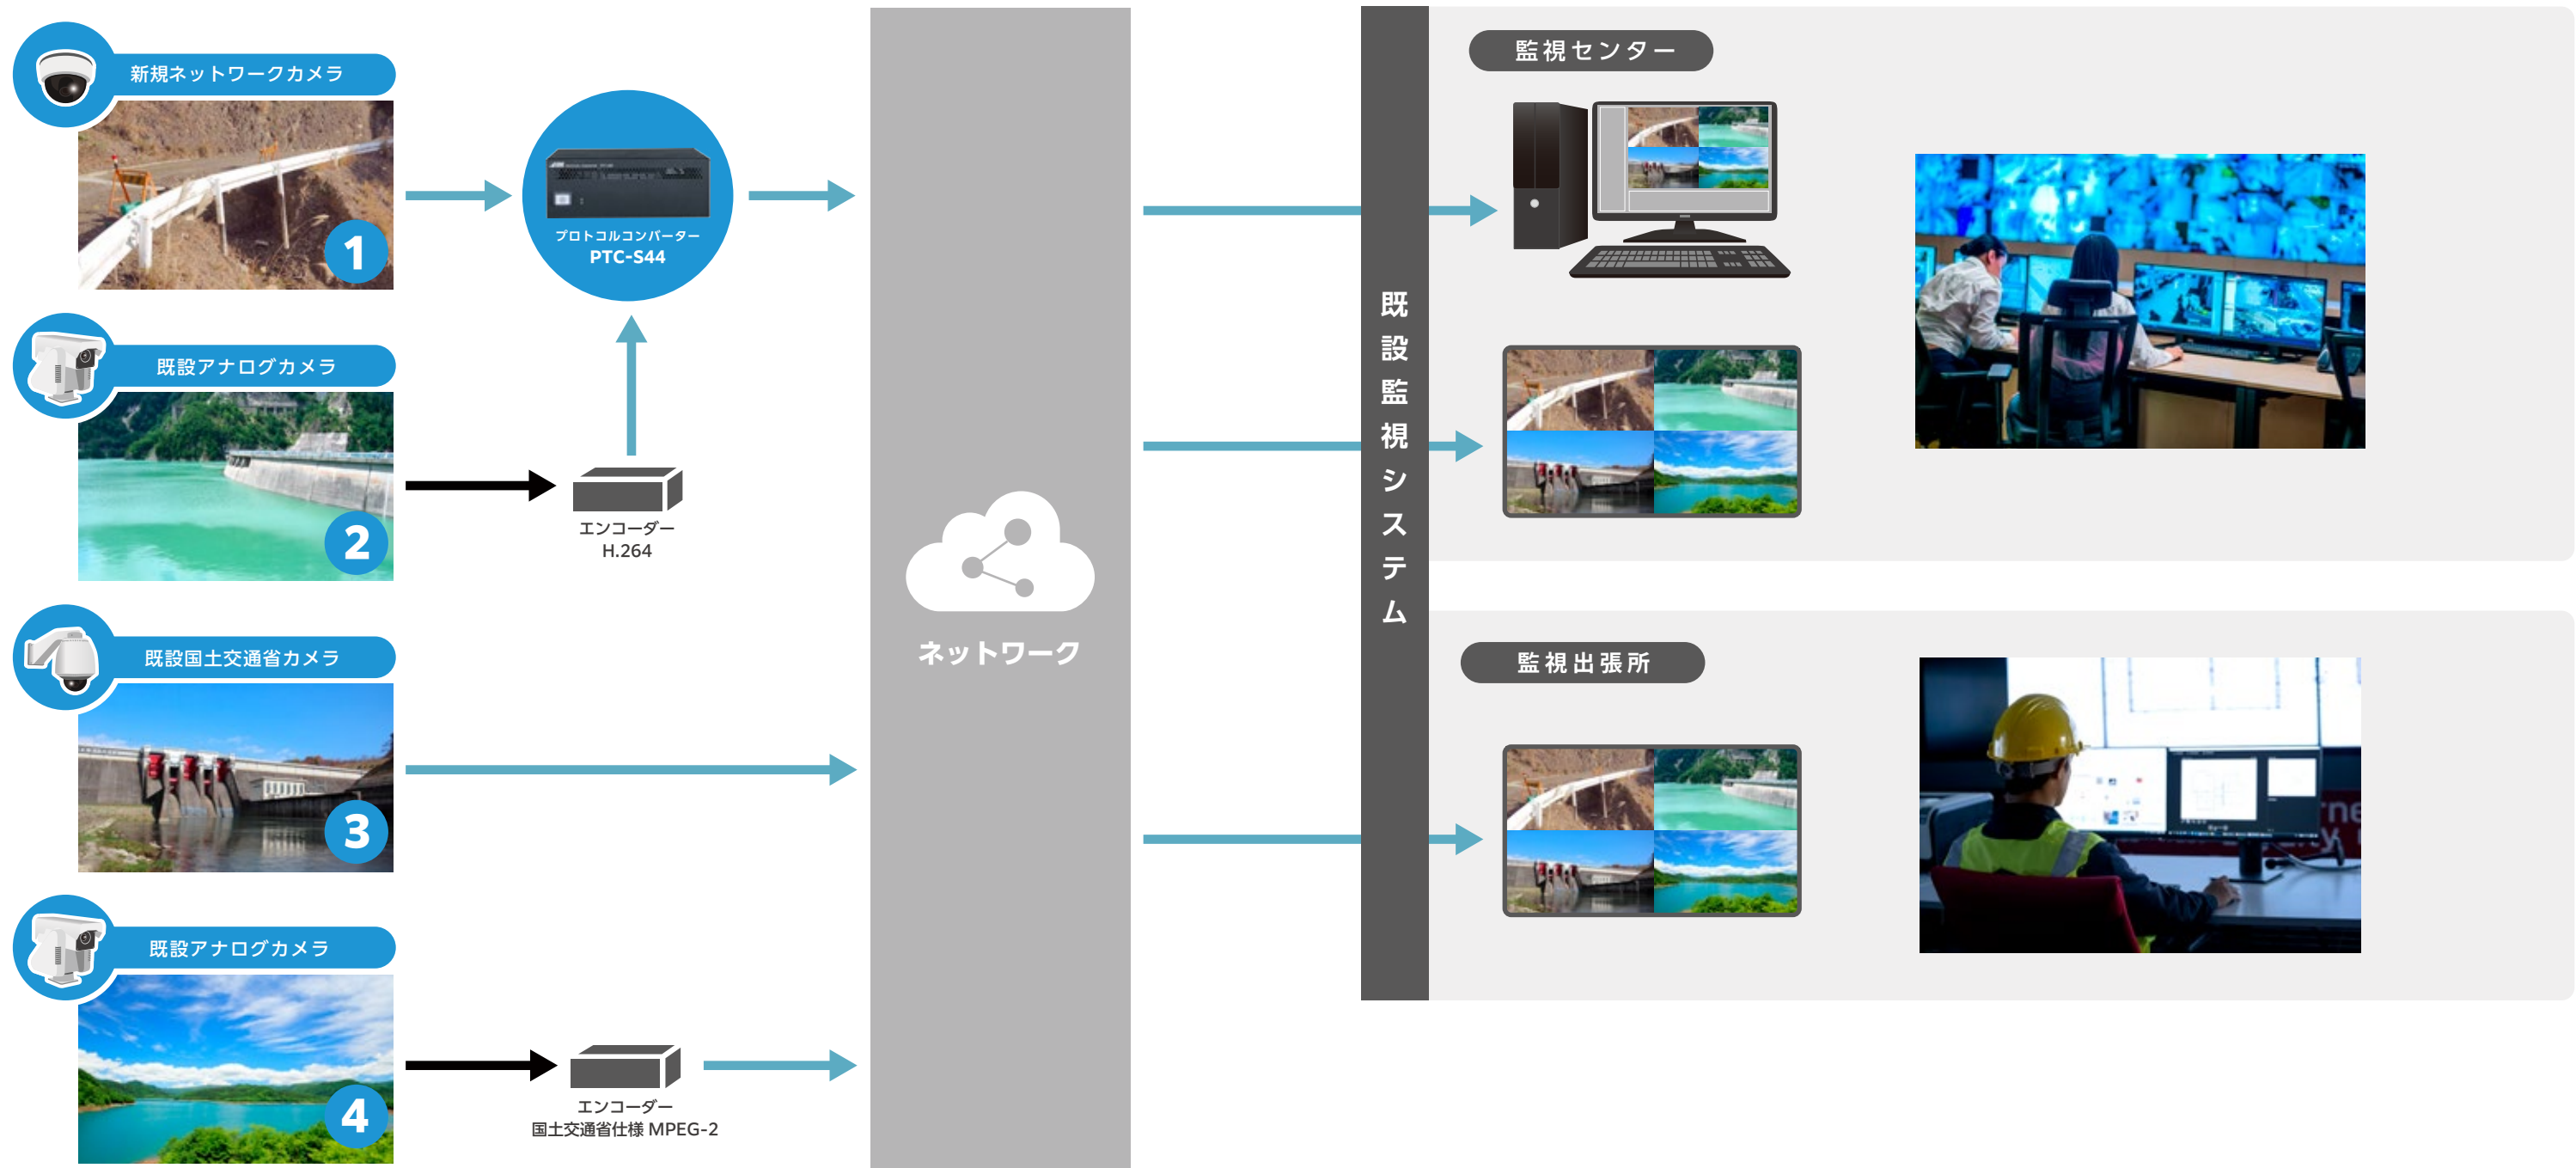 新規ネットワークカメラ
1
プロトコルコンバーター
PTC-S44
既設アナログカメラ
2
エンコーダー
H.264
既設国土交通省カメラ
3
既設アナログカメラ
4
エンコーダー
国土交通省仕様 MPEG-2
ネットワーク
既設監視システム
監視センター
監視出張所